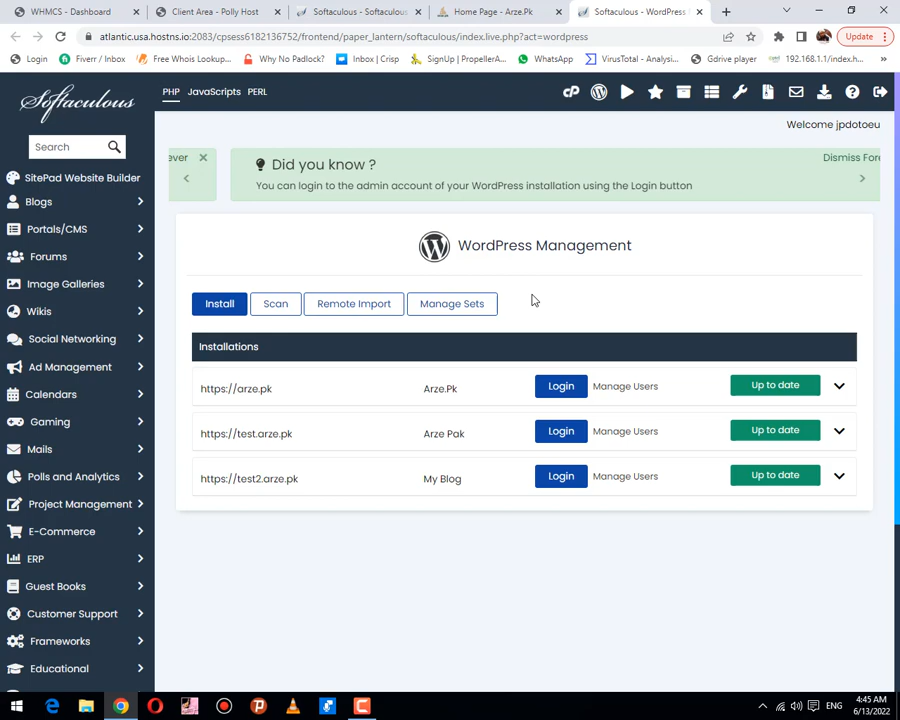 WHMCS - Dashboard
Client Area - Polly Host
Softaculous - Softaculous
Home Page - Arze.Pk
Softaculous - WordPress
atlantic.usa.hostns.io:2083/cpsess6182136752/frontend/paper_lantern/softaculous/index.live.php?act=wordpress
Update
Login
Fiverr / Inbox
Free Whois Lookup...
Why No Padlock?
Inbox | Crisp
SignUp | PropellerA...
WhatsApp
VirusTotal - Analysi...
Gdrive player
192.168.1.1/index.h...
Softaculous
PHP JavaScripts PERL
Welcome jpdotoeu
Search
ever
Did you know ?
Dismiss Fore
You can login to the admin account of your WordPress installation using the Login button
SitePad Website Builder
Blogs
Portals/CMS
Forums
Image Galleries
Wikis
Social Networking
Ad Management
Calendars
Gaming
Mails
Polls and Analytics
Project Management
E-Commerce
ERP
Guest Books
Customer Support
Frameworks
Educational
WordPress Management
Install Scan Remote Import Manage Sets
Installations
https://arze.pk Arze.Pk Login Manage Users Up to date
https://test.arze.pk Arze Pak Login Manage Users Up to date
https://test2.arze.pk My Blog Login Manage Users Up to date
ENG
4:45 AM
6/13/2022